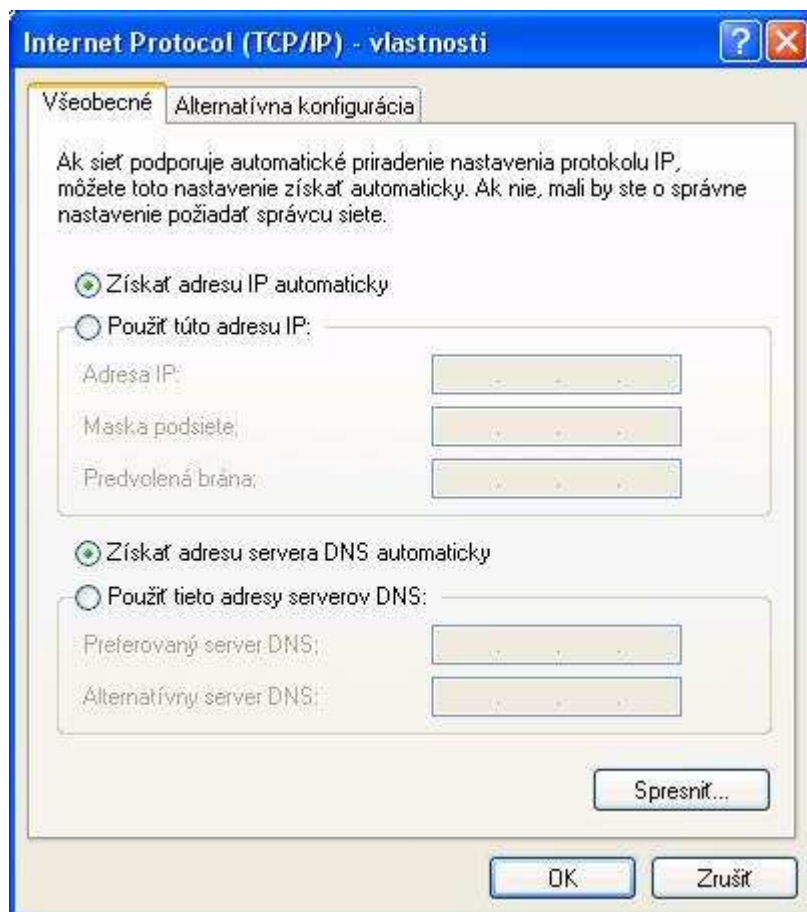 Internet Protocol (TCP/IP) - vlastnosti
Všeobecné
Alternatívna konfigurácia
Ak sieť podporuje automatické priradenie nastavenia protokolu IP,
môžete toto nastavenie získať automaticky. Ak nie, mali by ste o správne
nastavenie požiadať správcu siete.
Získať adresu IP automaticky
Použiť túto adresu IP:
Adresa IP:
Maska podsiete:
Predvolená brána:
Získať adresu servera DNS automaticky
Použiť tieto adresy serverov DNS:
Preferovaný server DNS:
Alternatívny server DNS:
Spresniť...
OK
Zrušiť